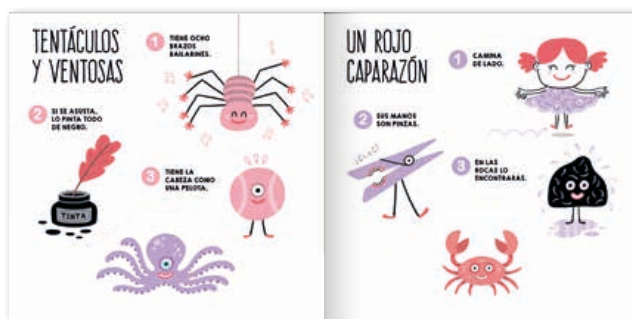 TENTÁCULOS
Y VENTOSAS
1 TIENE OCHO
BRAZOS
BAILARINES.
2 SI SE ASUSTA,
LO PINTA TODO
DE NEGRO.
TINTA
3 TIENE LA
CABEZA COMO
UNA PELOTA.
UN ROJO
CAPARAZÓN
1 CAMINA
DE LADO.
2 SUS MANOS
SON PINZAS.
¡CLAC!
3 EN LAS
ROCAS LO
ENCONTRARÁS.